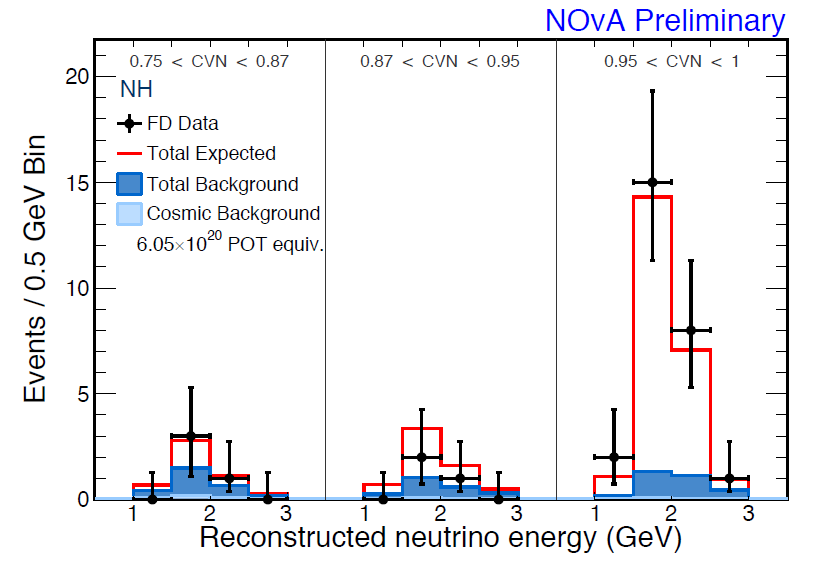 NOvA Preliminary
0.75 < CVN < 0.87
0.87 < CVN < 0.95
0.95 < CVN < 1
NH
FD Data
Total Expected
Total Background
Cosmic Background
6.05×10²⁰ POT equiv.
Events / 0.5 GeV Bin
20
15
10
5
0
1 2 3 1 2 3 1 2 3
Reconstructed neutrino energy (GeV)